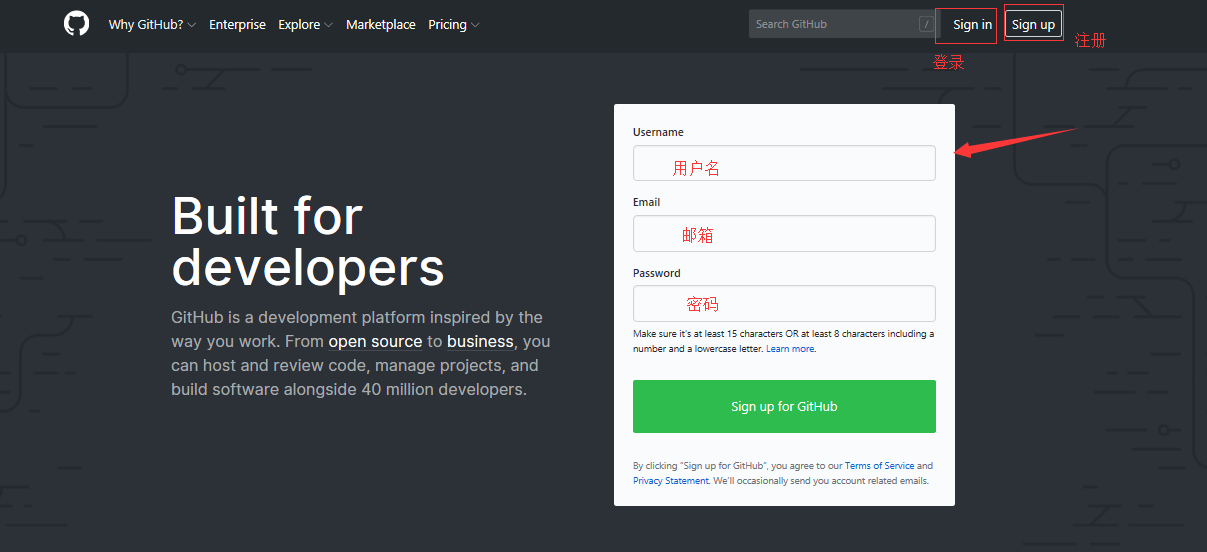 Why GitHub? Enterprise Explore Marketplace Pricing Search GitHub / Sign in Sign up
登录 注册
Built for
developers
GitHub is a development platform inspired by the
way you work. From open source to business, you
can host and review code, manage projects, and
build software alongside 40 million developers.
Username
用户名
Email
邮箱
Password
密码
Make sure it's at least 15 characters OR at least 8 characters including a
number and a lowercase letter. Learn more.
Sign up for GitHub
By clicking "Sign up for GitHub", you agree to our Terms of Service and
Privacy Statement. We'll occasionally send you account related emails.